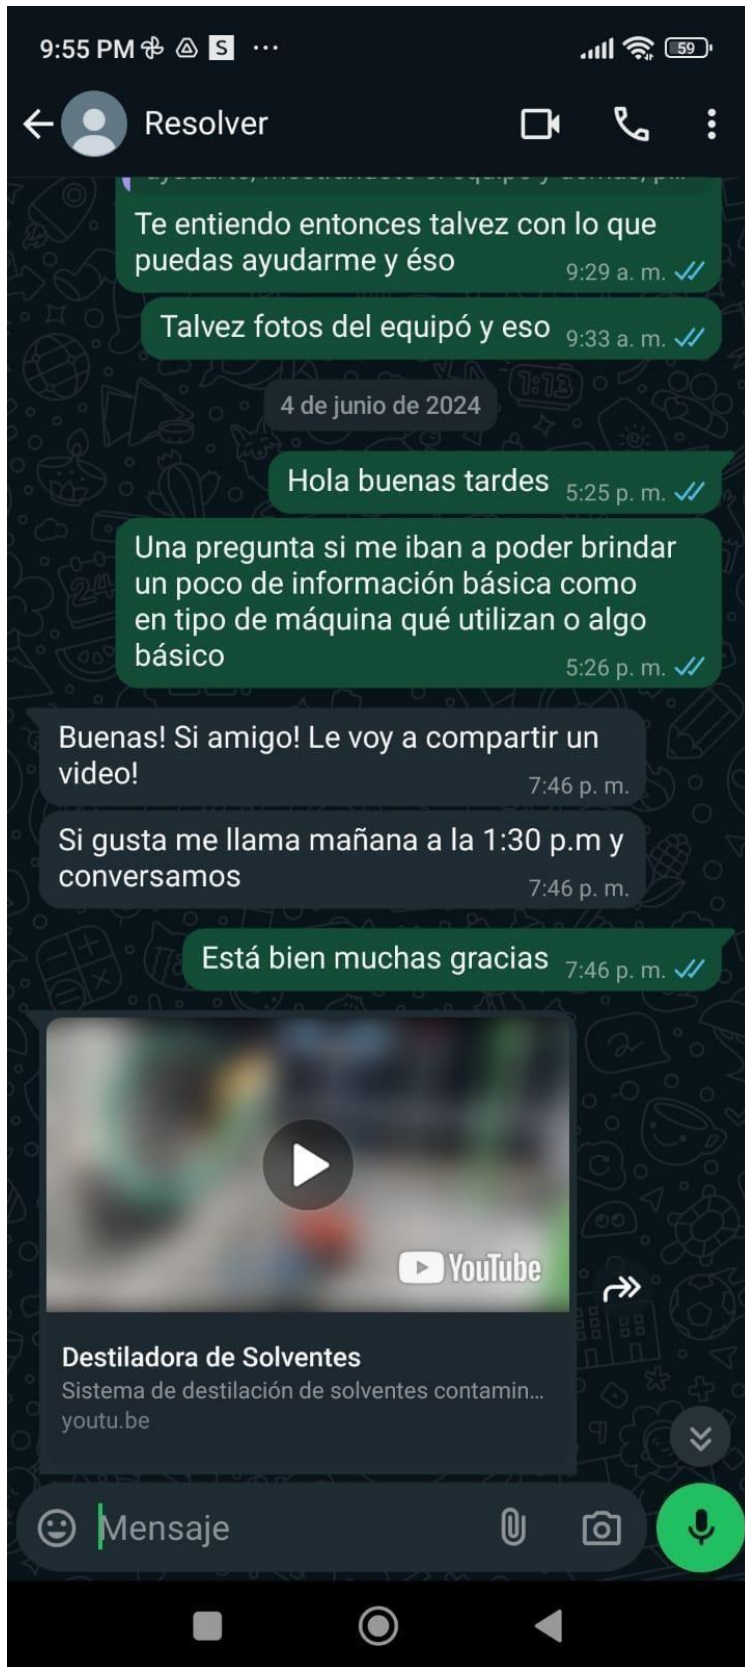 9:55 PM S ...
59
Resolver
Te entiendo entonces talvez con lo que
puedas ayudarme y éso
9:29 a. m.
Talvez fotos del equipó y eso 9:33 a. m.
4 de junio de 2024
Hola buenas tardes 5:25 p. m.
Una pregunta si me iban a poder brindar
un poco de información básica como
en tipo de máquina qué utilizan o algo
básico
5:26 p. m.
Buenas! Si amigo! Le voy a compartir un
video!
7:46 p. m.
Si gusta me llama mañana a la 1:30 p.m y
conversamos
7:46 p. m.
Está bien muchas gracias 7:46 p. m.
YouTube
Destiladora de Solventes
Sistema de destilación de solventes contamin...
youtu.be
Mensaje